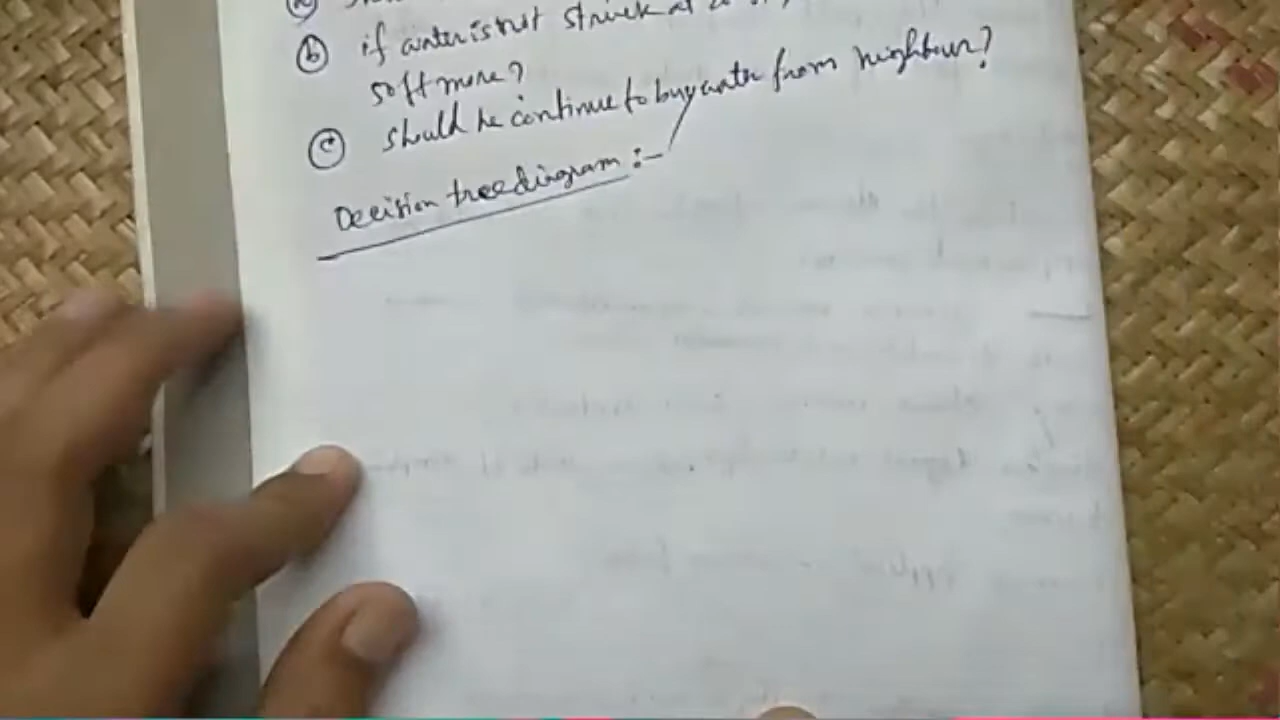 (b) if water is not struck at
soft more?
(c) should he continue to buy water from neighbour?
Decision tree diagram :-